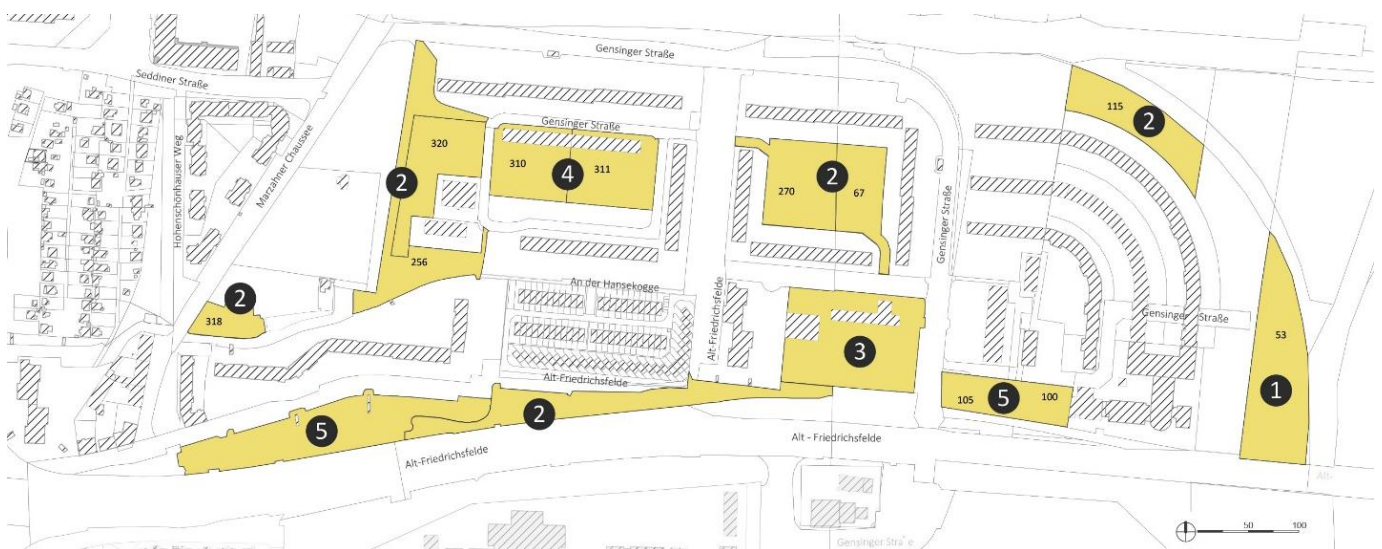 Gensinger Straße
Seddiner Straße
115
2
Gensinger Straße
320
310
311
4
2
Hohenschönhauser Weg
Marzahner Chaussee
2
270
67
Gensinger Straße
256
An der Hansekogge
2
318
Alt-Friedrichsfelde
Gensinger Straße
53
3
Alt-Friedrichsfelde
1
105
100
5
2
5
Alt - Friedrichsfelde
Alt-Friedrichsfelde
Alt-
50
100